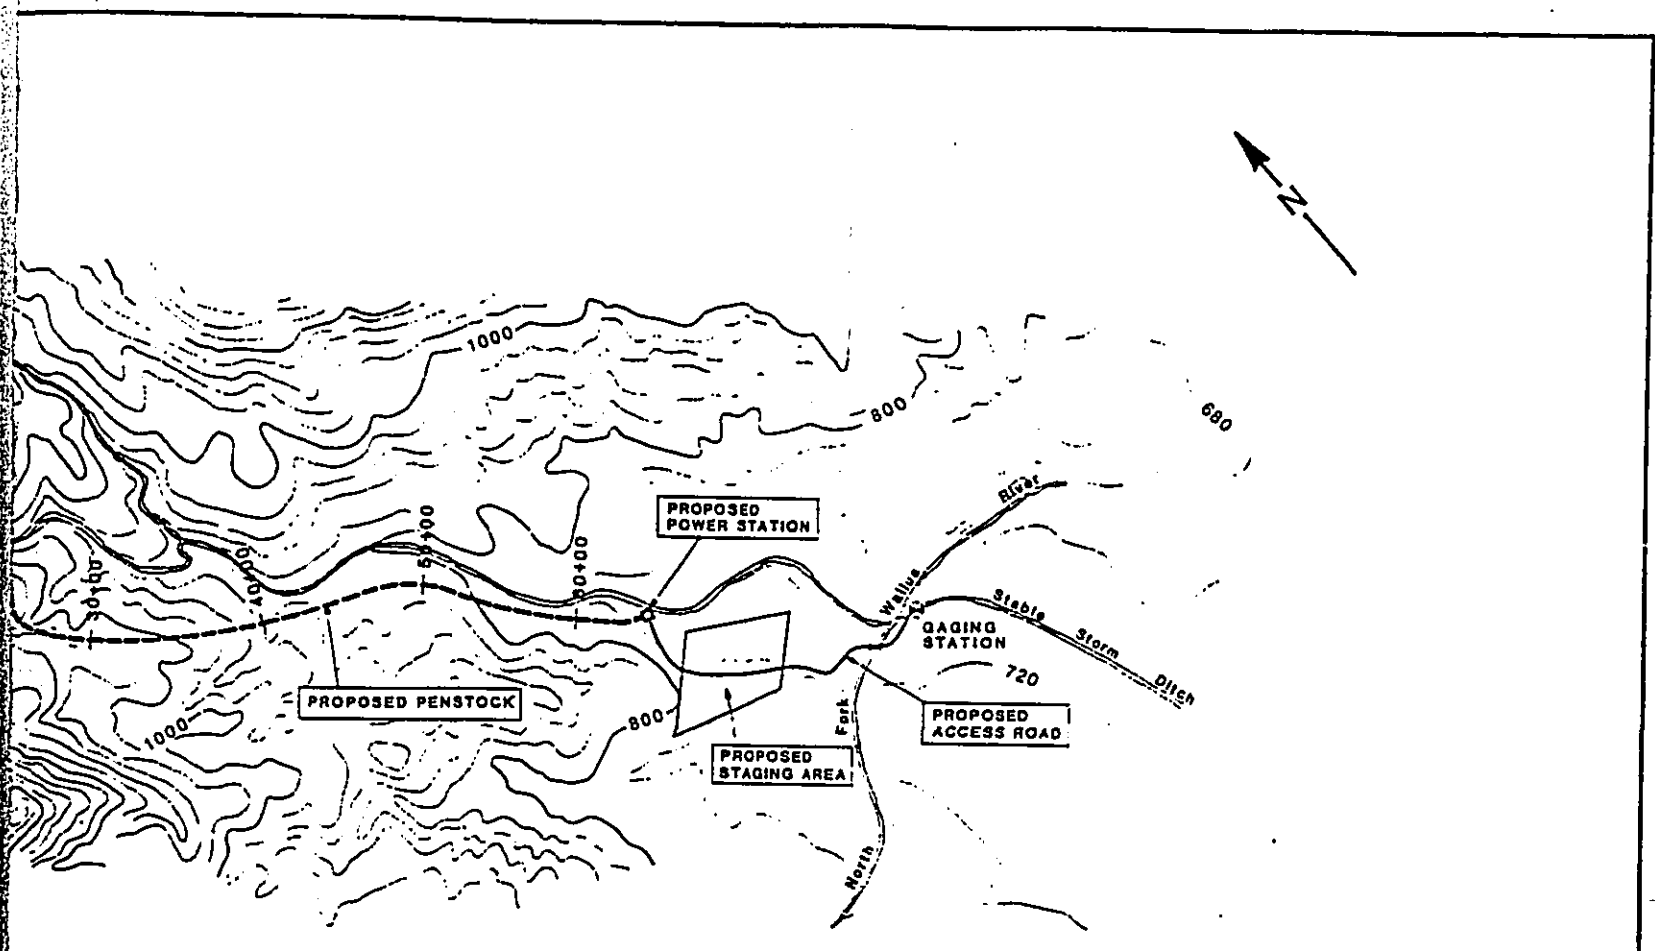 N
1000
800
680
River
PROPOSED
POWER STATION
50+00
60+00
40+00
30+00
Wailua
Stable
Storm
Ditch
GAGING
STATION
720
PROPOSED PENSTOCK
1000
800
Fork
PROPOSED
ACCESS ROAD
PROPOSED
STAGING AREA
North